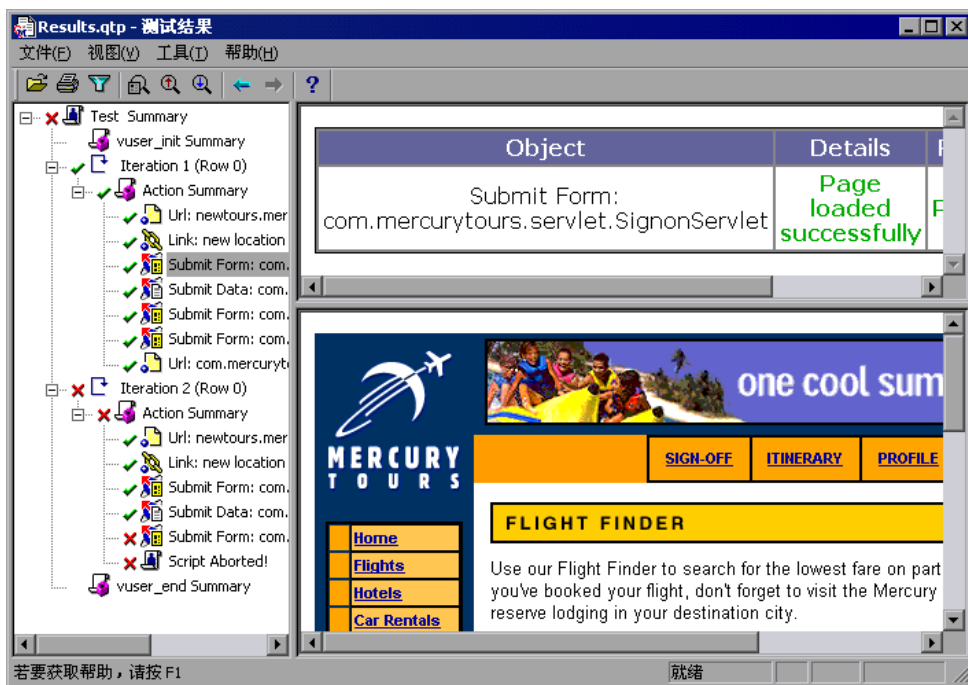 Results.qtp - 测试结果
文件(F) 视图(V) 工具(T) 帮助(H)
?
Test Summary
vuser_init Summary
Iteration 1 (Row 0)
Action Summary
Url: newtours.mer
Link: new location
Submit Form: com.
Submit Data: com.
Submit Form: com.
Submit Form: com.
Url: com.mercuryt
Iteration 2 (Row 0)
Action Summary
Url: newtours.mer
Link: new location
Submit Form: com.
Submit Data: com.
Submit Form: com.
Script Aborted!
vuser_end Summary
Object Details
Submit Form:
com.mercurytours.servlet.SignonServlet
Page
loaded
successfully
MERCURY
TOURS
one cool sum
SIGN-OFF ITINERARY PROFILE
Home
Flights
Hotels
Car Rentals
FLIGHT FINDER
Use our Flight Finder to search for the lowest fare on part
you've booked your flight, don't forget to visit the Mercury
reserve lodging in your destination city.
若要获取帮助，请按 F1
就绪